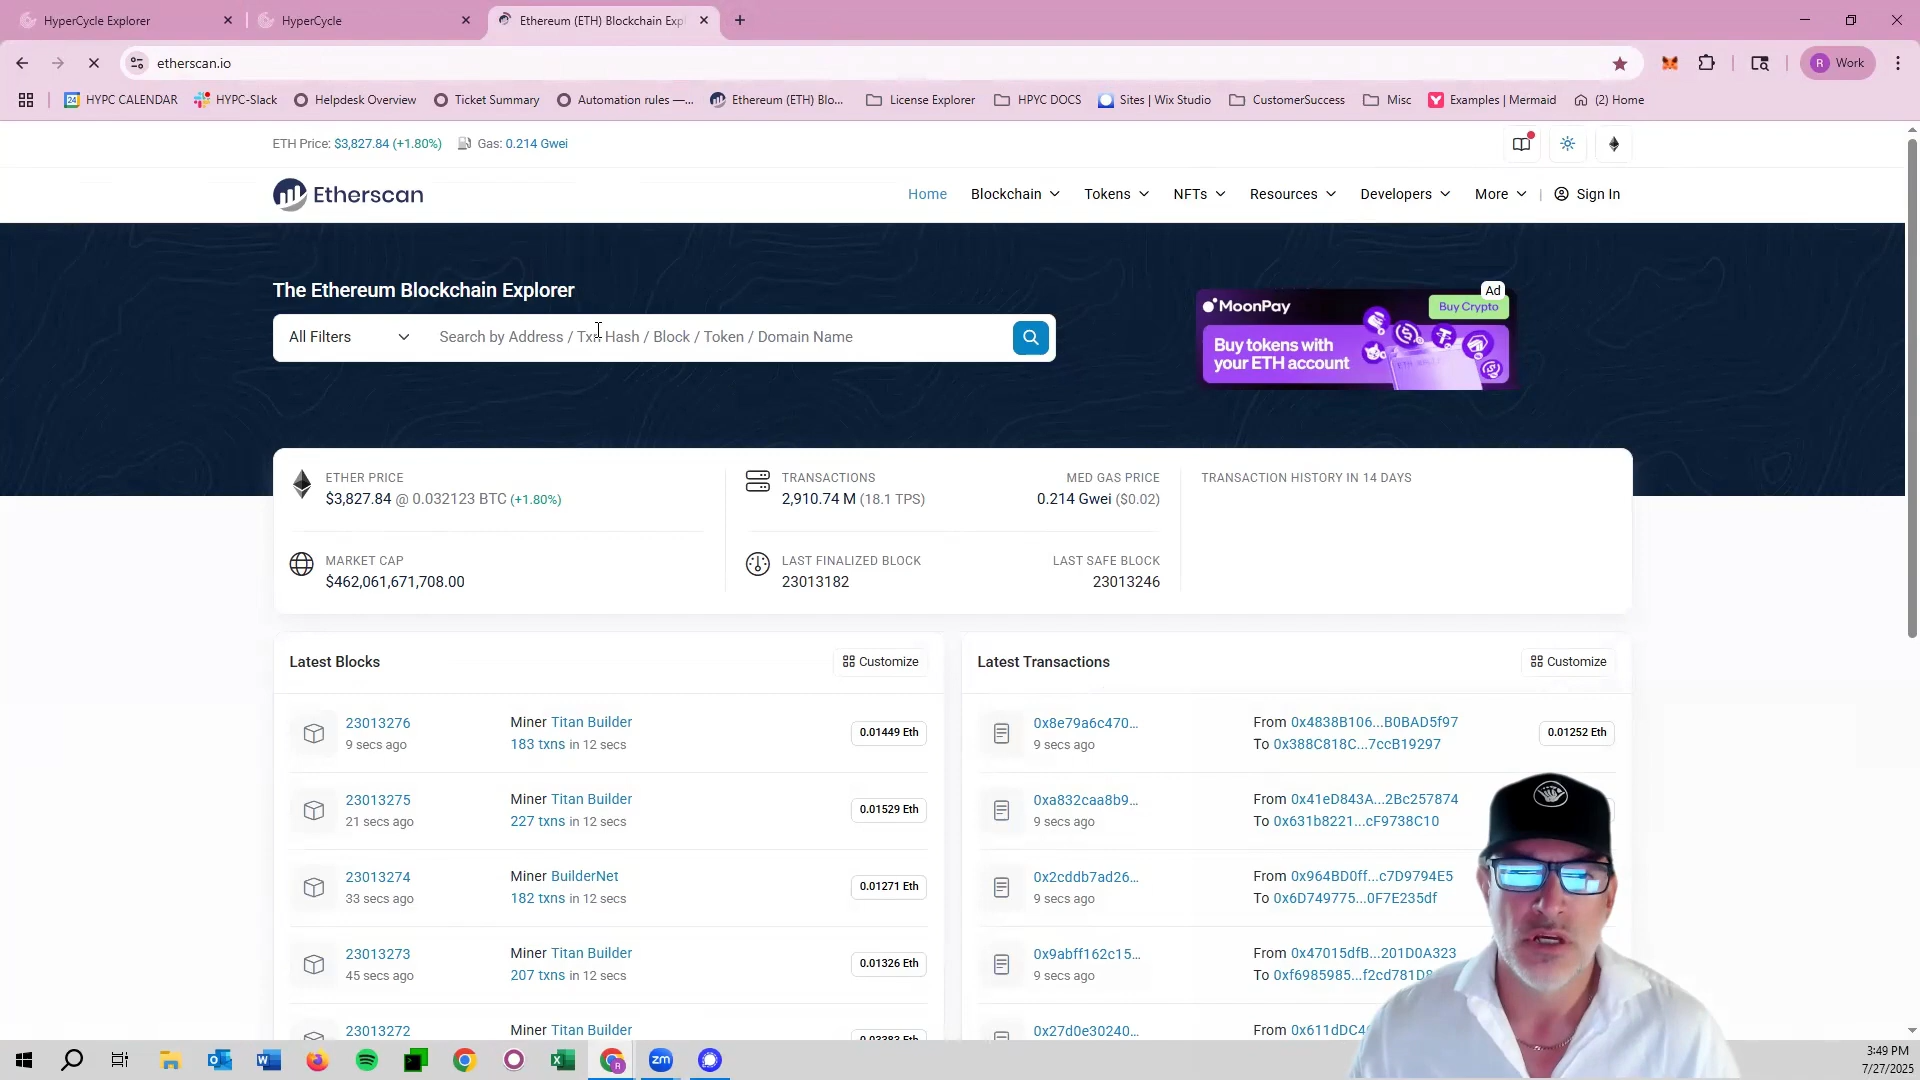 HyperCycle Explorer
HyperCycle
Ethereum (ETH) Blockchain Exp
etherscan.io
R Work
HYPC CALENDAR
HYPC-Slack
Helpdesk Overview
Ticket Summary
Automation rules —...
Ethereum (ETH) Blo...
License Explorer
HPYC DOCS
Sites | Wix Studio
CustomerSuccess
Misc
Examples | Mermaid
(2) Home
ETH Price: $3,827.84 (+1.80%) Gas: 0.214 Gwei
Etherscan
Home
Blockchain
Tokens
NFTs
Resources
Developers
More
Sign In
The Ethereum Blockchain Explorer
All Filters
Search by Address / Txn Hash / Block / Token / Domain Name
Ad
MoonPay
Buy Crypto
Buy tokens with
your ETH account
ETHER PRICE
$3,827.84 @ 0.032123 BTC (+1.80%)
MARKET CAP
$462,061,671,708.00
TRANSACTIONS
2,910.74 M (18.1 TPS)
MED GAS PRICE
0.214 Gwei ($0.02)
LAST FINALIZED BLOCK
23013182
LAST SAFE BLOCK
23013246
TRANSACTION HISTORY IN 14 DAYS
Latest Blocks
Customize
23013276
9 secs ago
Miner Titan Builder
183 txns in 12 secs
0.01449 Eth
23013275
21 secs ago
Miner Titan Builder
227 txns in 12 secs
0.01529 Eth
23013274
33 secs ago
Miner BuilderNet
182 txns in 12 secs
0.01271 Eth
23013273
45 secs ago
Miner Titan Builder
207 txns in 12 secs
0.01326 Eth
23013272
Miner Titan Builder
Latest Transactions
Customize
0x8e79a6c470...
9 secs ago
From 0x4838B106...B0BAD5f97
To 0x388C818C...7ccB19297
0.01252 Eth
0xa832caa8b9...
9 secs ago
From 0x41eD843A...2Bc257874
To 0x631b8221...cF9738C10
0x2cddb7ad26...
9 secs ago
From 0x964BD0ff...c7D9794E5
To 0x6D749775...0F7E235df
0x9abff162c15...
9 secs ago
From 0x47015dfB...201D0A323
To 0xf6985985...f2cd781D
0x27d0e30240...
From 0x611dDC4
3:49 PM
7/27/2025